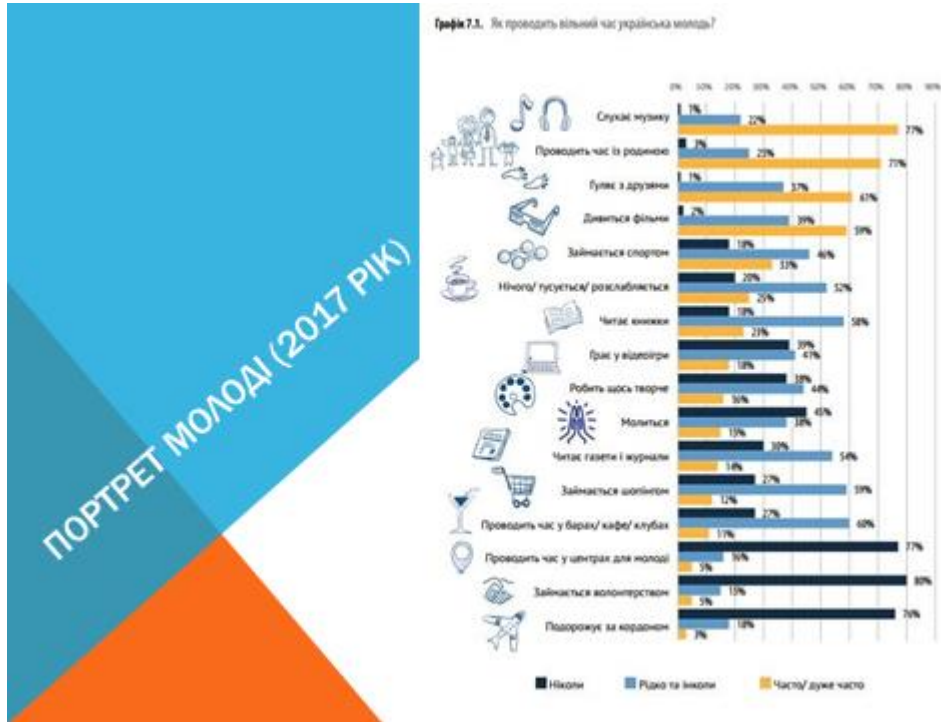 ПОРТРЕТ МОЛОДІ (2017 РІК)
Графік 7.1. Як проводить вільний час українська молодь?
0% 10% 20% 30% 40% 50% 60% 70% 80% 90%
Слухає музику 1% 22% 77%
Проводить час із родиною 3% 25% 71%
Гуляє з друзями 1% 37% 61%
Дивиться фільми 2% 39% 59%
Займається спортом 18% 46% 33%
Нічого/ тусується/ розслабляється 20% 52% 25%
Читає книжки 18% 58% 23%
Грає у відеоігри 39% 41% 18%
Робить щось творче 38% 44% 16%
Молиться 45% 38% 15%
Читає газети і журнали 30% 54% 14%
Займається шопінгом 27% 59% 12%
Проводить час у барах/ кафе/ клубах 27% 60% 11%
Проводить час у центрах для молоді 77% 16% 5%
Займається волонтерством 80% 15% 5%
Подорожує за кордоном 76% 18% 3%
Ніколи Рідко та інколи Часто/ дуже часто